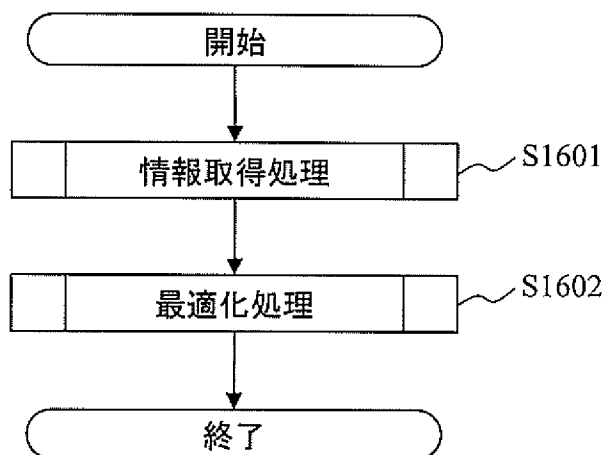 開始
情報取得処理
S1601
最適化処理
S1602
終了